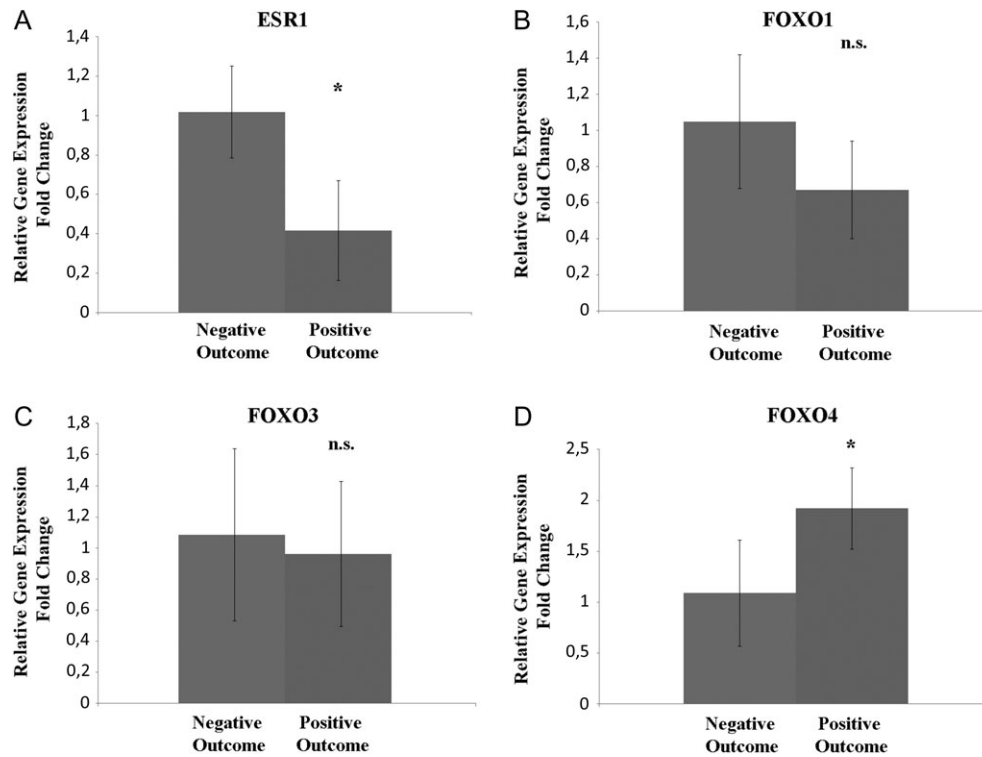 A
ESR1
Relative Gene Expression
Fold Change
1,4
1,2
1
0,8
0,6
0,4
0,2
0
*
Negative
Outcome
Positive
Outcome
B
FOXO1
Relative Gene Expression
Fold Change
1,6
1,4
1,2
1
0,8
0,6
0,4
0,2
0
n.s.
Negative
Outcome
Positive
Outcome
C
FOXO3
Relative Gene Expression
Fold Change
1,8
1,6
1,4
1,2
1
0,8
0,6
0,4
0,2
0
n.s.
Negative
Outcome
Positive
Outcome
D
FOXO4
Relative Gene Expression
Fold Change
2,5
2
1,5
1
0,5
0
*
Negative
Outcome
Positive
Outcome